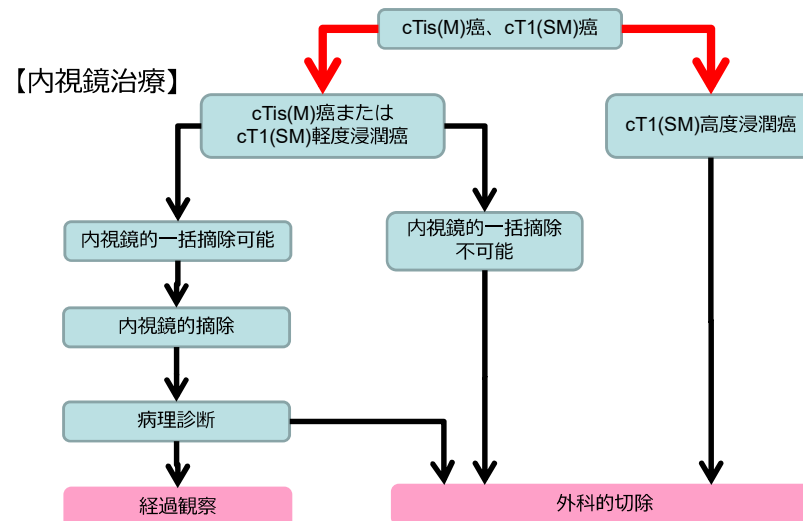 cTis(M)癌、cT1(SM)癌
【内視鏡治療】
cTis(M)癌または
cT1(SM)軽度浸潤癌
cT1(SM)高度浸潤癌
内視鏡的一括摘除可能
内視鏡的一括摘除
不可能
内視鏡的摘除
病理診断
経過観察
外科的切除